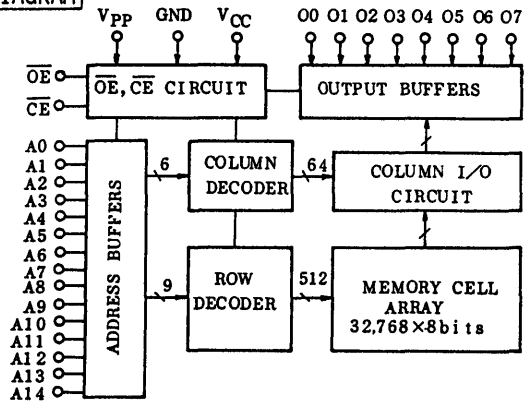 VPP GND VCC O0 O1 O2 O3 O4 O5 O6 O7
OE
CE
OE, CE CIRCUIT
OUTPUT BUFFERS
A0
A1
A2
A3
A4
A5
A6
A7
A8
A9
A10
A11
A12
A13
A14
ADDRESS BUFFERS
6
COLUMN
DECODER
64
COLUMN I/O
CIRCUIT
9
ROW
DECODER
512
MEMORY CELL
ARRAY
32,768×8bits